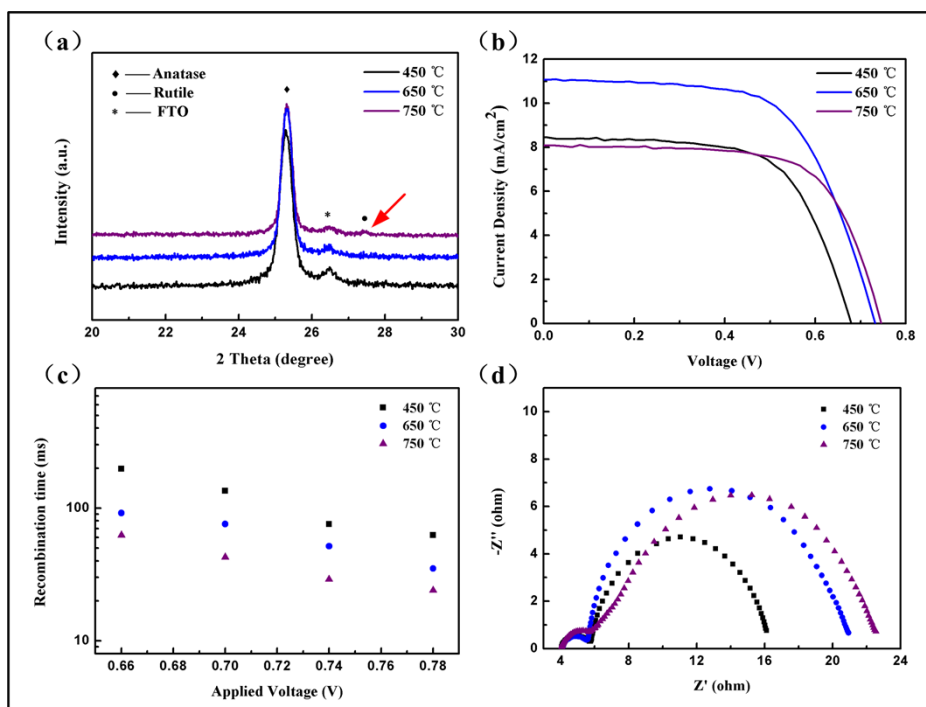 (a)
♦ — Anatase
● — Rutile
* — FTO
450 ℃
650 ℃
750 ℃
♦
*
●
Intensity (a.u.)
20 22 24 26 28 30
2 Theta (degree)
(b)
450 ℃
650 ℃
750 ℃
Current Density (mA/cm²)
11
10
8
6
4
2
0
0.0 0.2 0.4 0.6 0.8
Voltage (V)
(c)
450 ℃
650 ℃
750 ℃
Recombination time (ms)
100
10
0.66 0.68 0.70 0.72 0.74 0.76 0.78
Applied Voltage (V)
(d)
450 ℃
650 ℃
750 ℃
-Z'' (ohm)
10
8
6
4
2
0
4 8 12 16 20 24
Z' (ohm)